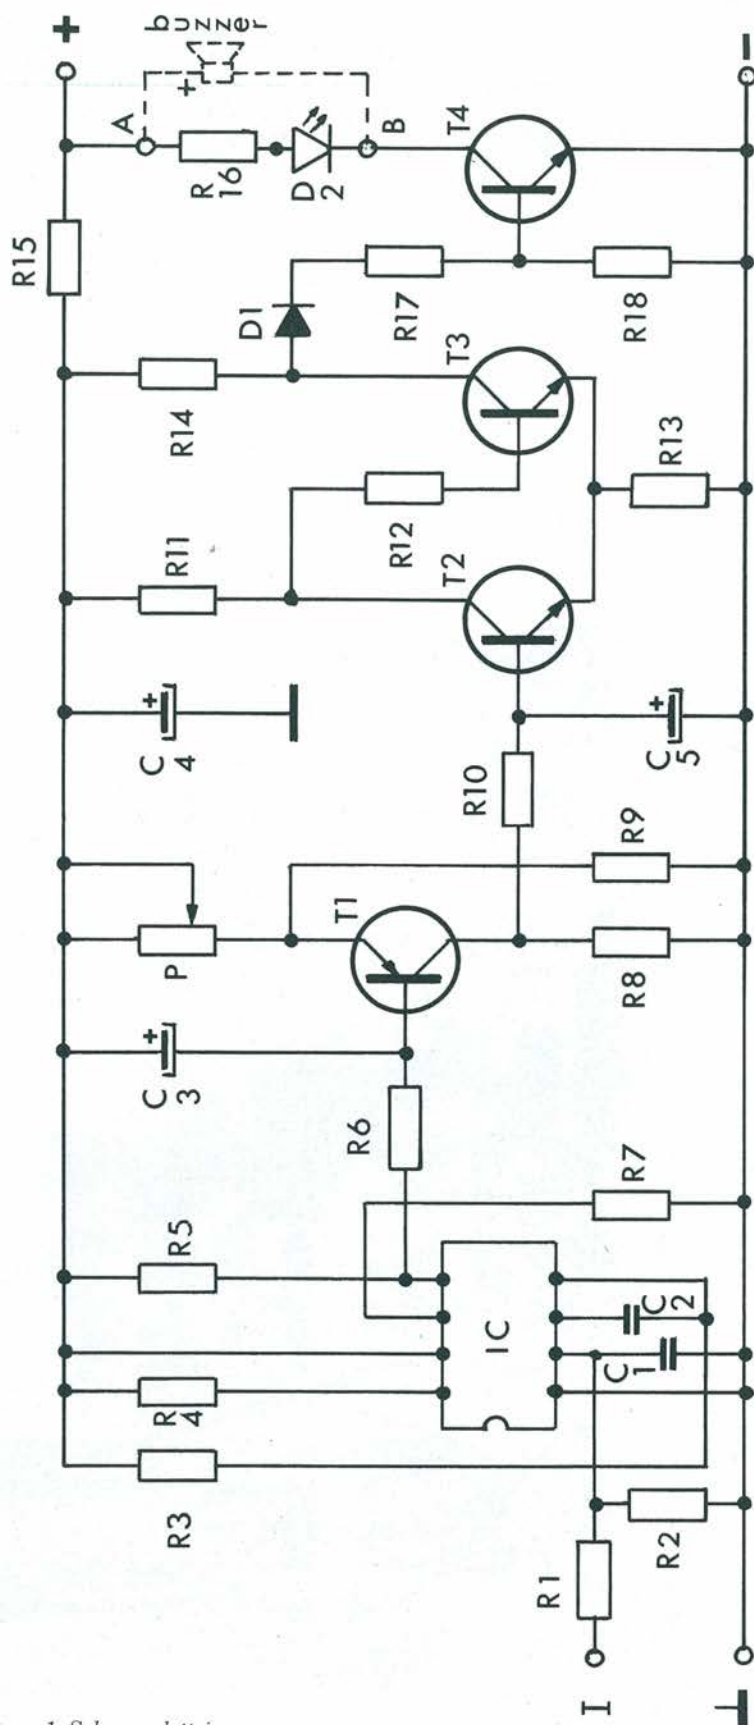 +
-
buzzer
+
A
B
R16
D2
T4
R15
D1
R17
R18
R14
T3
R12
R13
R11
T2
+
C4
+
C5
R10
R9
P
T1
R8
+
C3
R6
R7
R5
IC
C2
C1
R4
R3
R2
R1
I